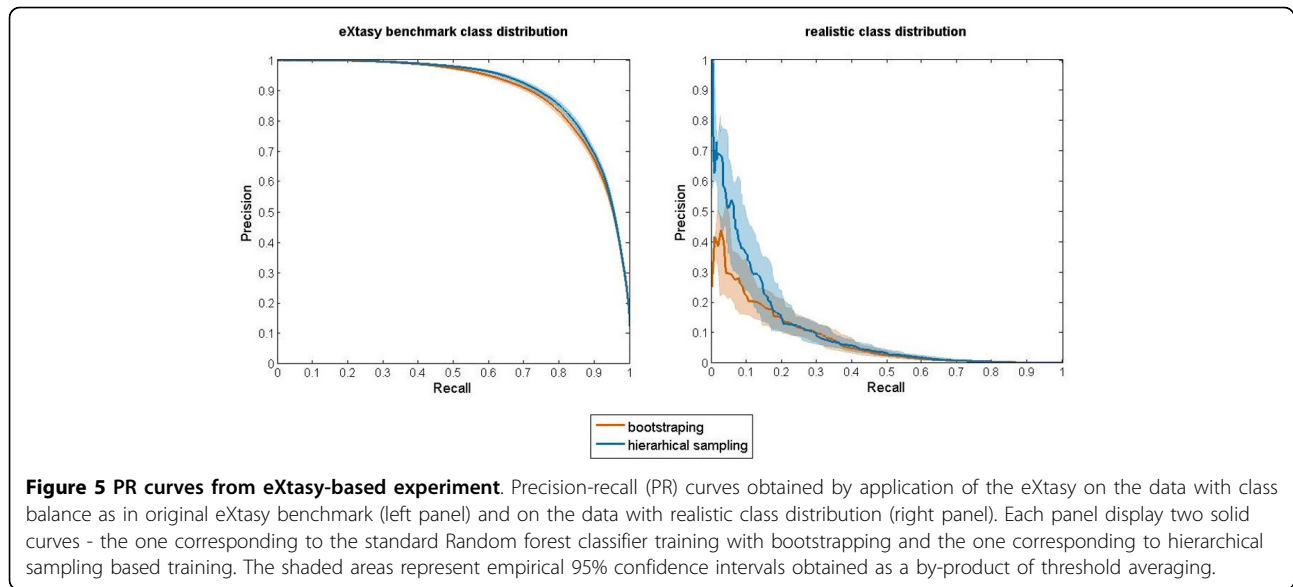 eXtasy benchmark class distribution
1
0.9
0.8
0.7
0.6
0.5
0.4
0.3
0.2
0.1
0
Precision
0 0.1 0.2 0.3 0.4 0.5 0.6 0.7 0.8 0.9 1
Recall
realistic class distribution
1
0.9
0.8
0.7
0.6
0.5
0.4
0.3
0.2
0.1
0
Precision
0 0.1 0.2 0.3 0.4 0.5 0.6 0.7 0.8 0.9 1
Recall
bootstraping
hierarhical sampling
Figure 5 PR curves from eXtasy-based experiment. Precision-recall (PR) curves obtained by application of the eXtasy on the data with class
balance as in original eXtasy benchmark (left panel) and on the data with realistic class distribution (right panel). Each panel display two solid
curves - the one corresponding to the standard Random forest classifier training with bootstrapping and the one corresponding to hierarchical
sampling based training. The shaded areas represent empirical 95% confidence intervals obtained as a by-product of threshold averaging.